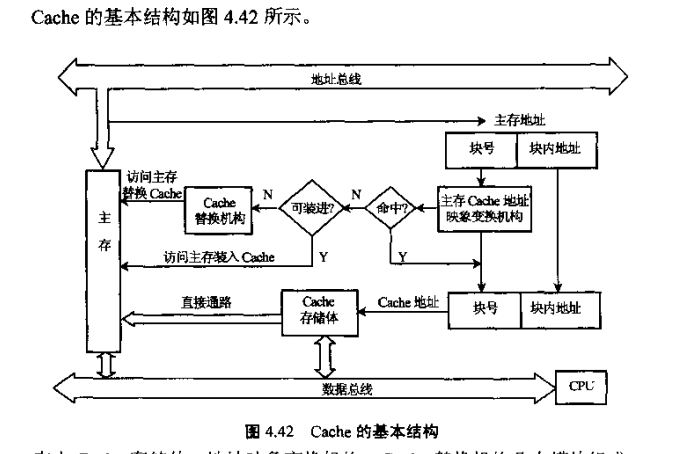 Cache 的基本结构如图 4.42 所示。
地址总线
主存地址
块号 块内地址
访问主存
替换 Cache
Cache
替换机构
N
可装进?
N
命中?
主存 Cache 地址
映象变换机构
主
存
访问主存装入 Cache
Y
Y
直接通路
Cache
存储体
Cache 地址
块号 块内地址
数据总线
CPU
图 4.42 Cache 的基本结构